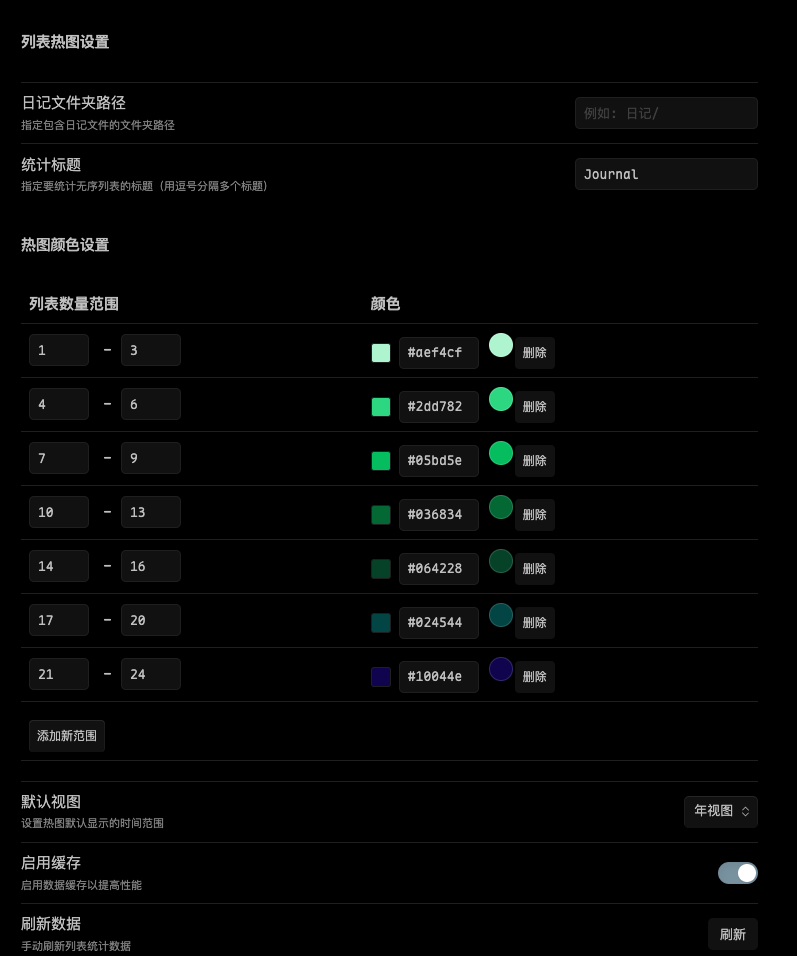 列表热图设置
日记文件夹路径
指定包含日记文件的文件夹路径
例如: 日记/
统计标题
指定要统计无序列表的标题（用逗号分隔多个标题）
Journal
热图颜色设置
列表数量范围 颜色
1 – 3 #aef4cf 删除
4 – 6 #2dd782 删除
7 – 9 #05bd5e 删除
10 – 13 #036834 删除
14 – 16 #064228 删除
17 – 20 #024544 删除
21 – 24 #10044e 删除
添加新范围
默认视图
设置热图默认显示的时间范围
年视图
启用缓存
启用数据缓存以提高性能
刷新数据
手动刷新列表统计数据
刷新